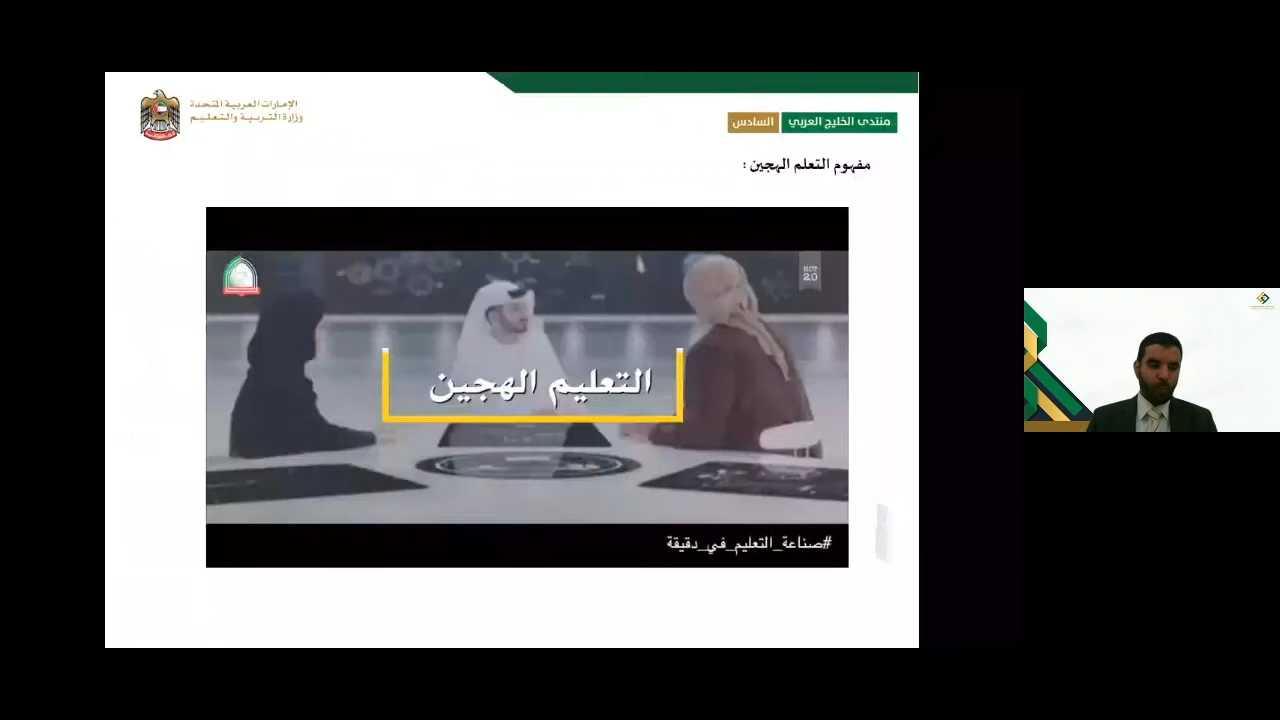 الإمارات العربية المتحدة
وزارة التربية والتعليم
منتدى الخليج العربي السادس
مفهوم التعلم الهجين :
التعليم الهجين
#صناعة_التعليم_في_دقيقة